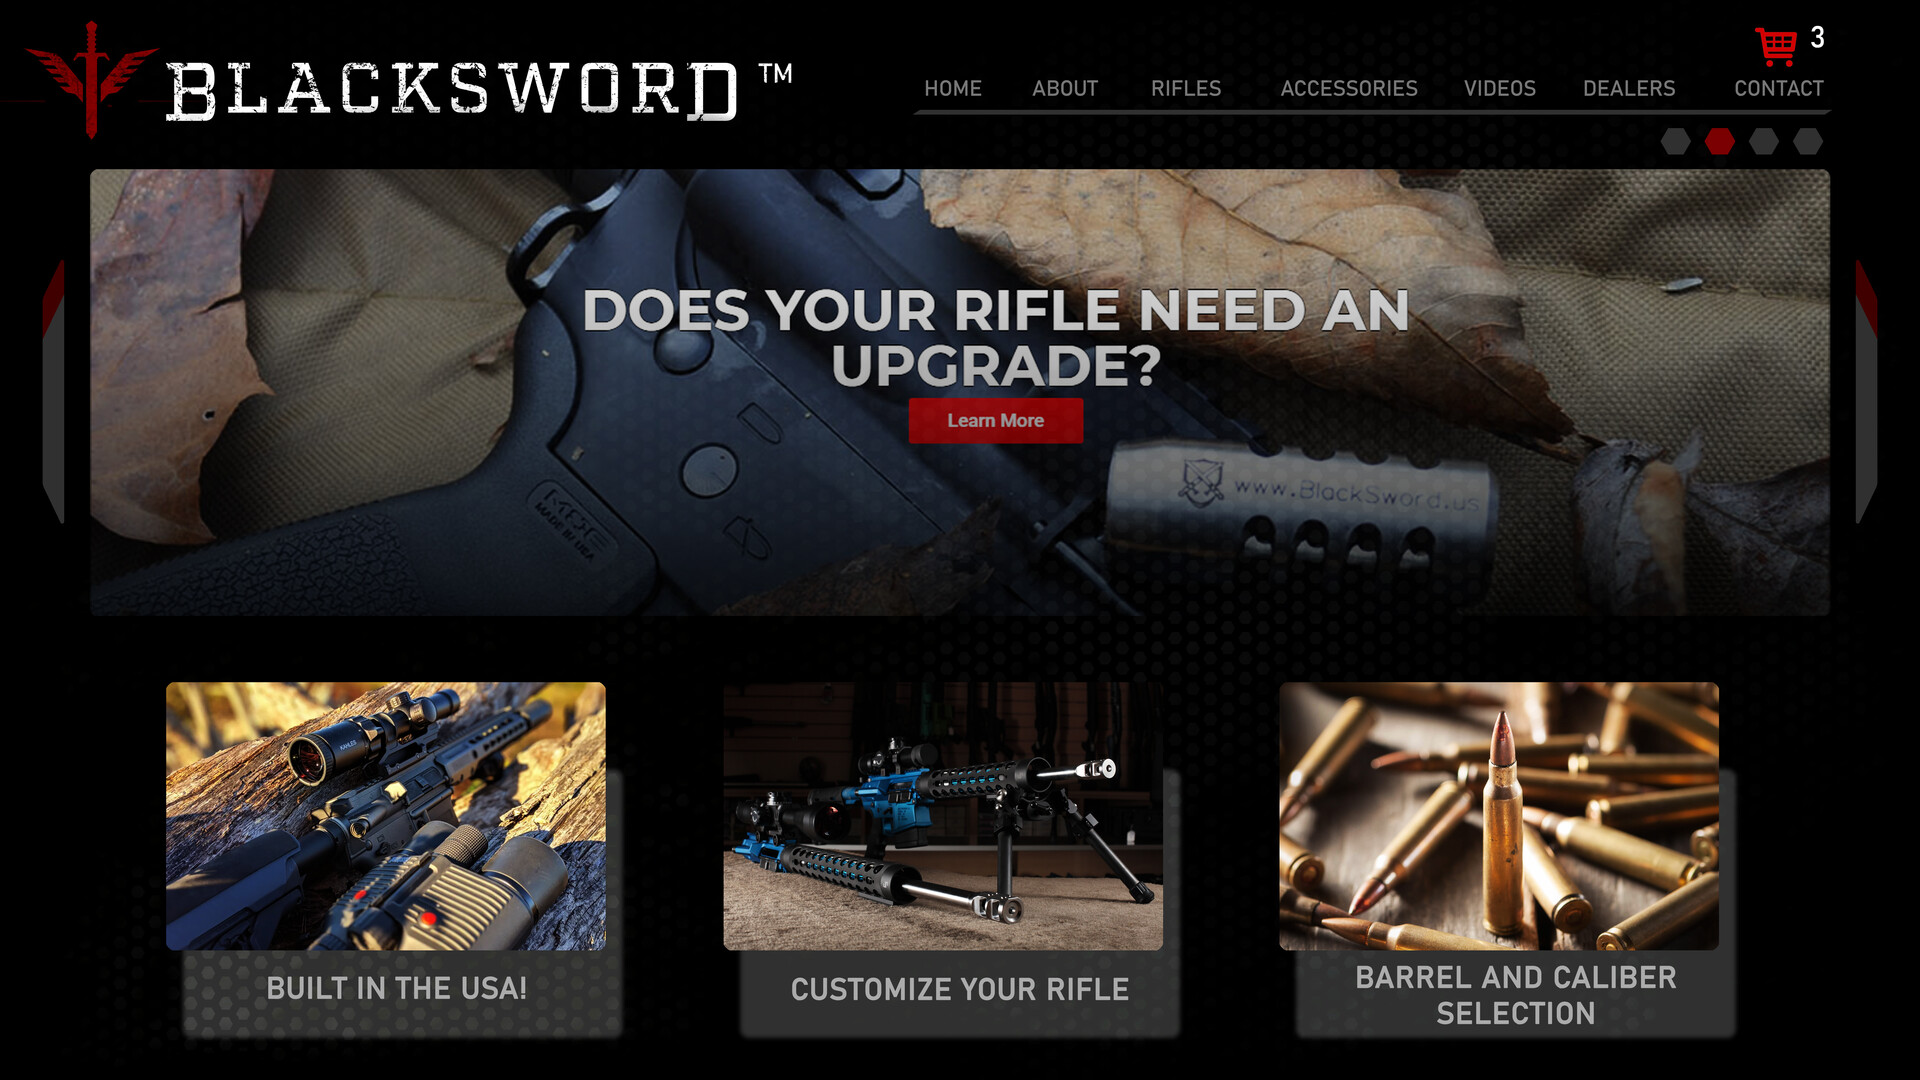 BLACKSWORD™
3
HOME ABOUT RIFLES ACCESSORIES VIDEOS DEALERS CONTACT
DOES YOUR RIFLE NEED AN
UPGRADE?
Learn More
www.BlackSword.us
MADE IN USA
KAHLES
BUILT IN THE USA!
CUSTOMIZE YOUR RIFLE
BARREL AND CALIBER
SELECTION